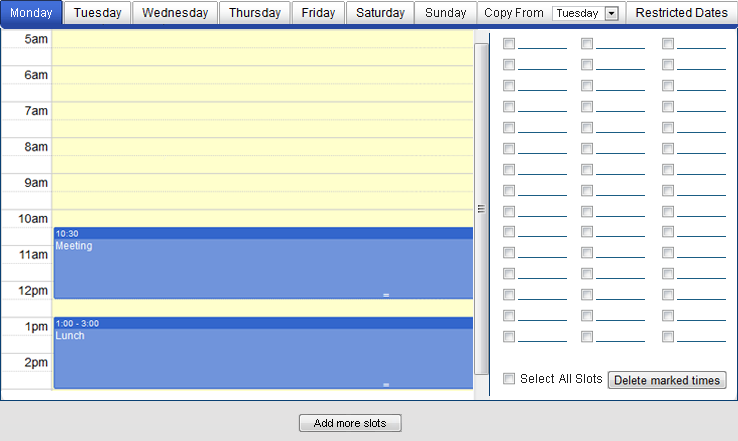 Monday Tuesday Wednesday Thursday Friday Saturday Sunday Copy From Tuesday Restricted Dates
5am
6am
7am
8am
9am
10am
10:30
Meeting
11am
12pm
1:00 - 3:00
1pm
Lunch
2pm
Select All Slots Delete marked times
Add more slots